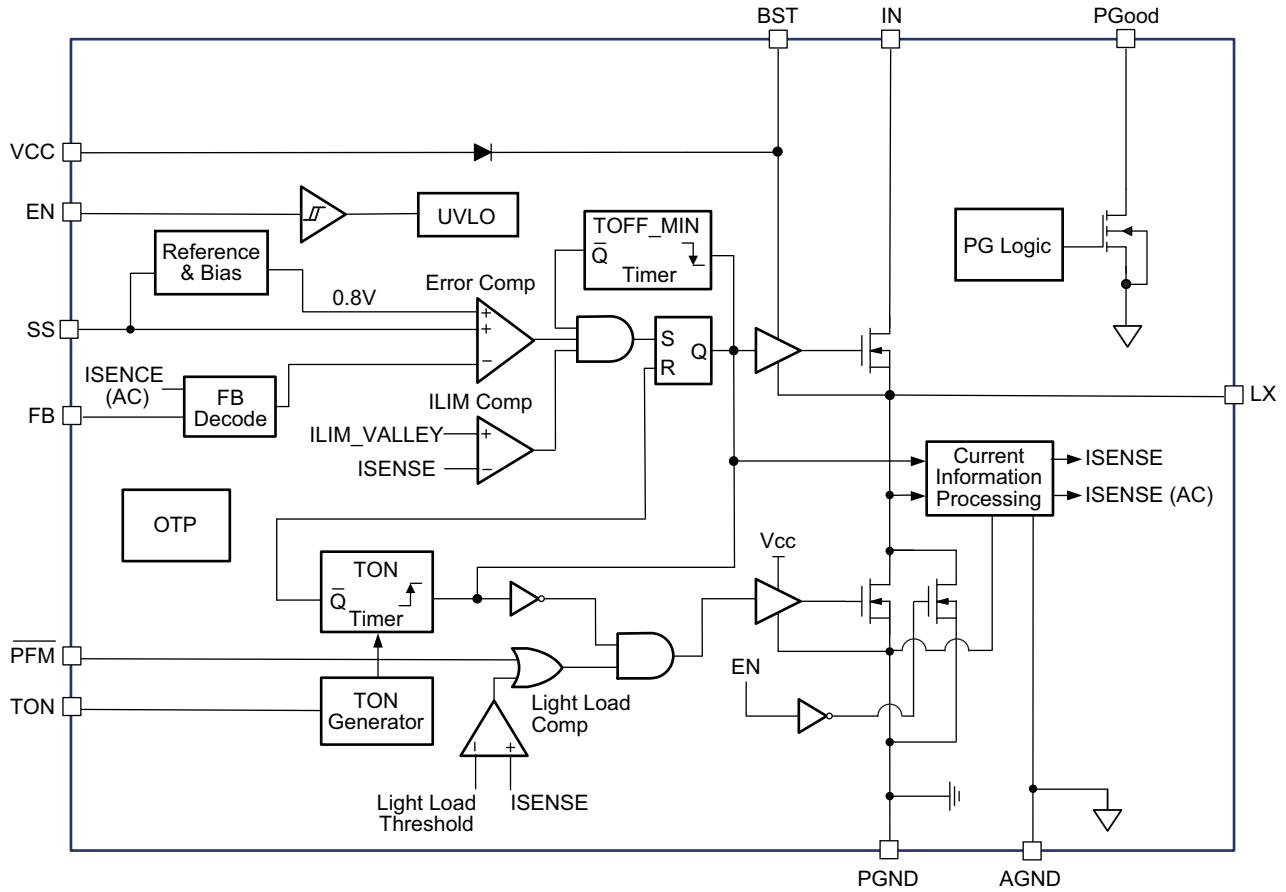 BST
IN
PGood
VCC
EN
UVLO
TOFF_MIN
Q
Timer
Reference
& Bias
PG Logic
Error Comp
0.8V
SS
+
+
−
S
R
Q
ISENCE
(AC)
FB
Decode
FB
ILIM Comp
ILIM_VALLEY
+
ISENSE
−
LX
Current
Information
Processing
ISENSE
ISENSE (AC)
OTP
Vcc
TON
Q
Timer
PFM
EN
TON
TON
Generator
Light Load
Comp
−
+
Light Load
Threshold
ISENSE
PGND
AGND